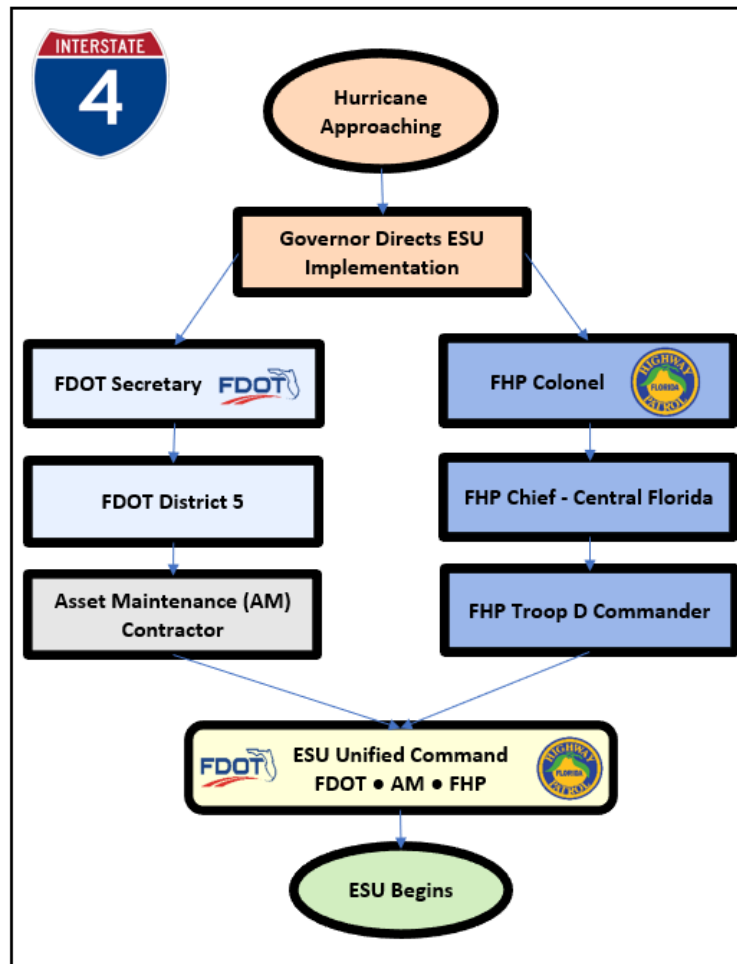 INTERSTATE
4
Hurricane
Approaching
Governor Directs ESU
Implementation
FDOT Secretary
FDOT
FHP Colonel
HIGHWAY
FLORIDA
PATROL
FDOT District 5
FHP Chief - Central Florida
Asset Maintenance (AM)
Contractor
FHP Troop D Commander
FDOT
ESU Unified Command
FDOT ● AM ● FHP
HIGHWAY
FLORIDA
PATROL
ESU Begins